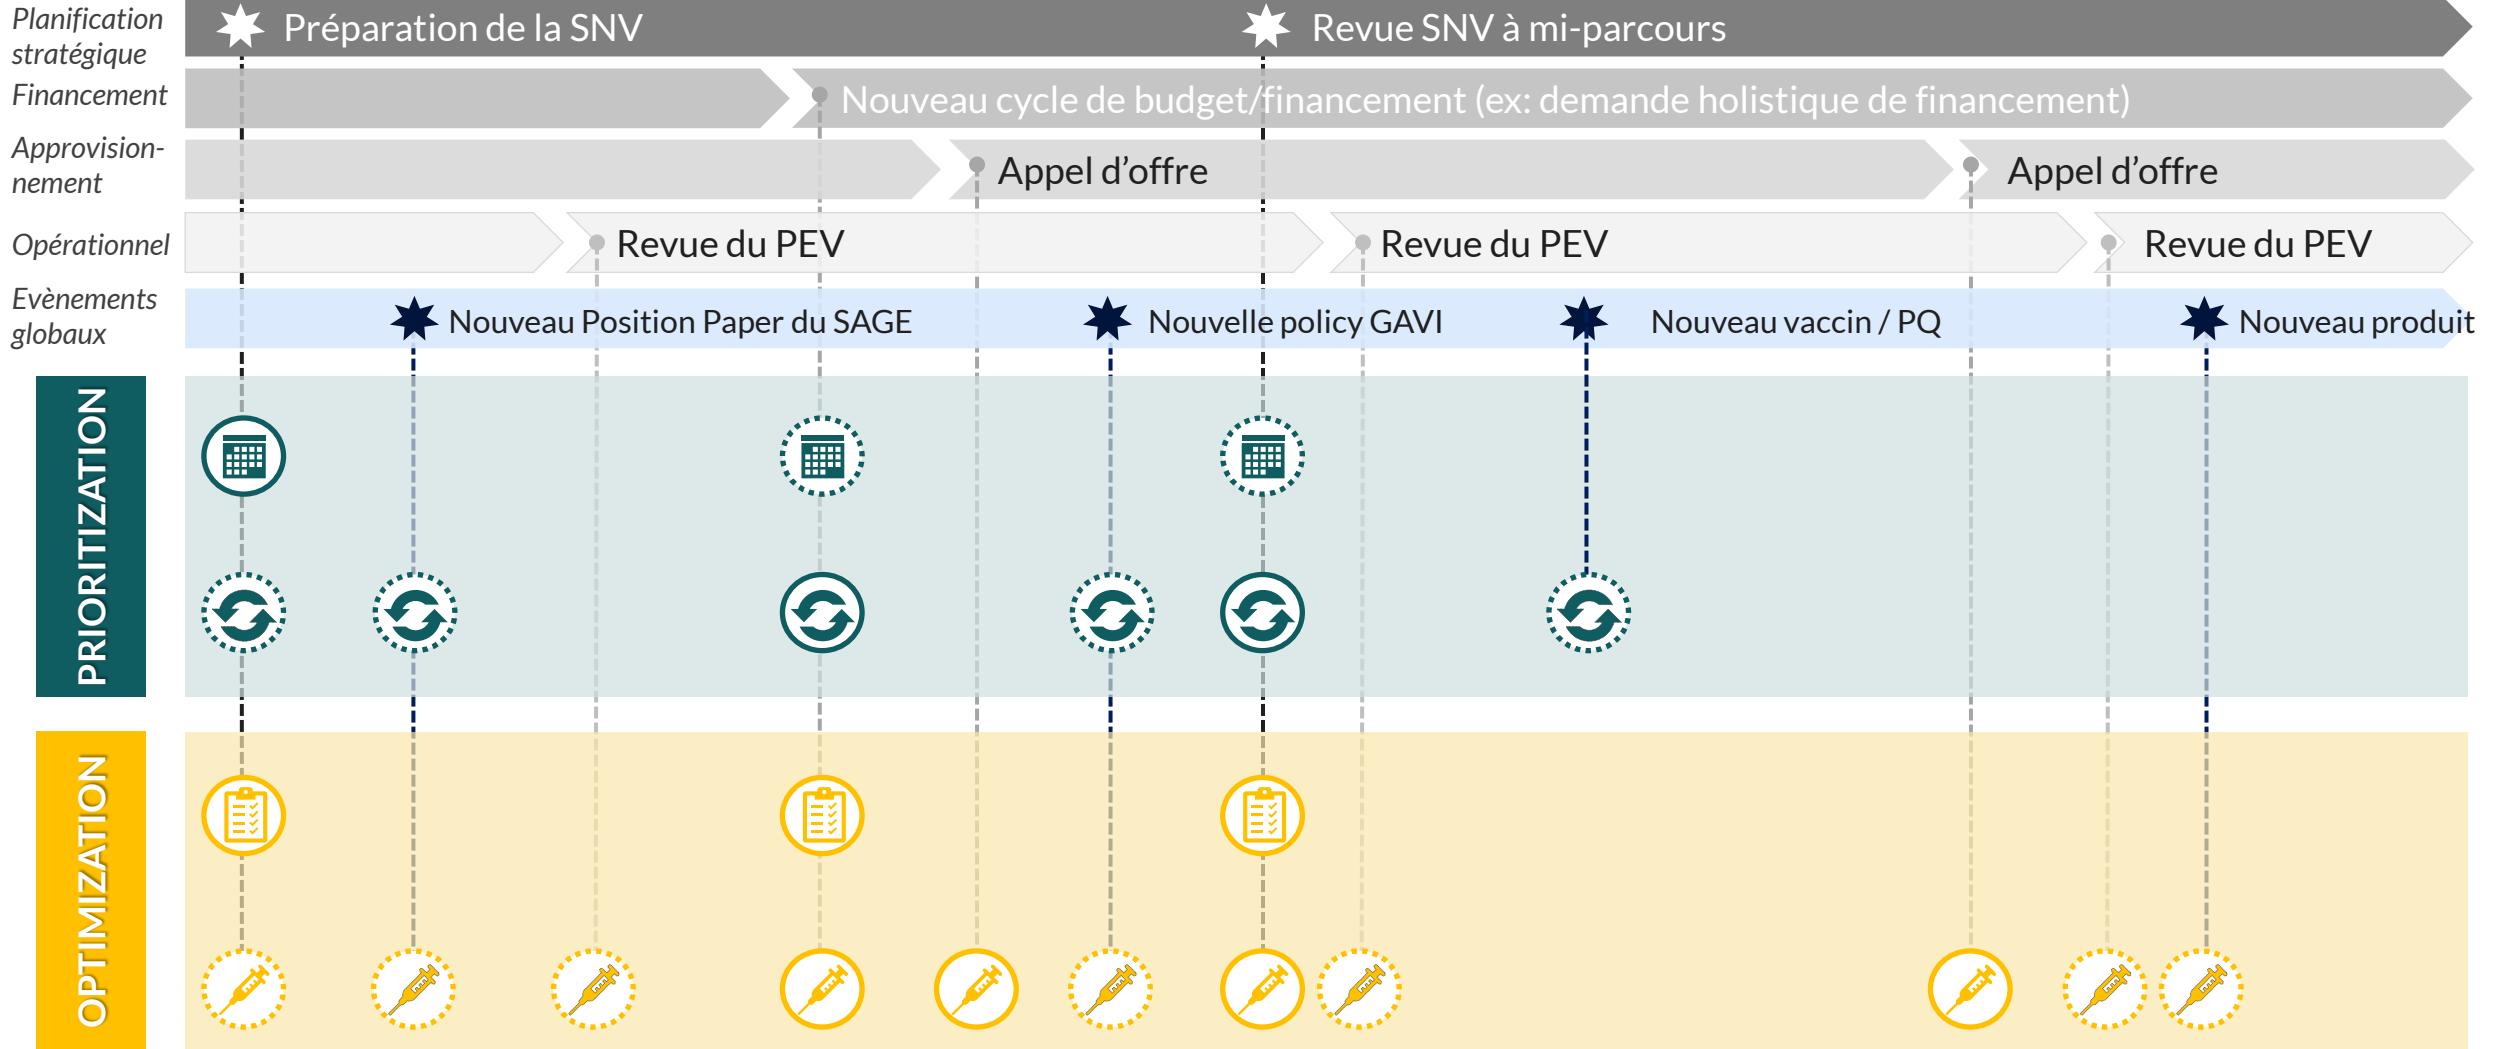 Planification
stratégique
Préparation de la SNV
Revue SNV à mi-parcours
Financement
Nouveau cycle de budget/financement (ex: demande holistique de financement)
Approvision-
nement
Appel d’offre
Appel d’offre
Opérationnel
Revue du PEV
Revue du PEV
Revue du PEV
Evènements
globaux
Nouveau Position Paper du SAGE
Nouvelle policy GAVI
Nouveau vaccin / PQ
Nouveau produit
PRIORITIZATION
OPTIMIZATION